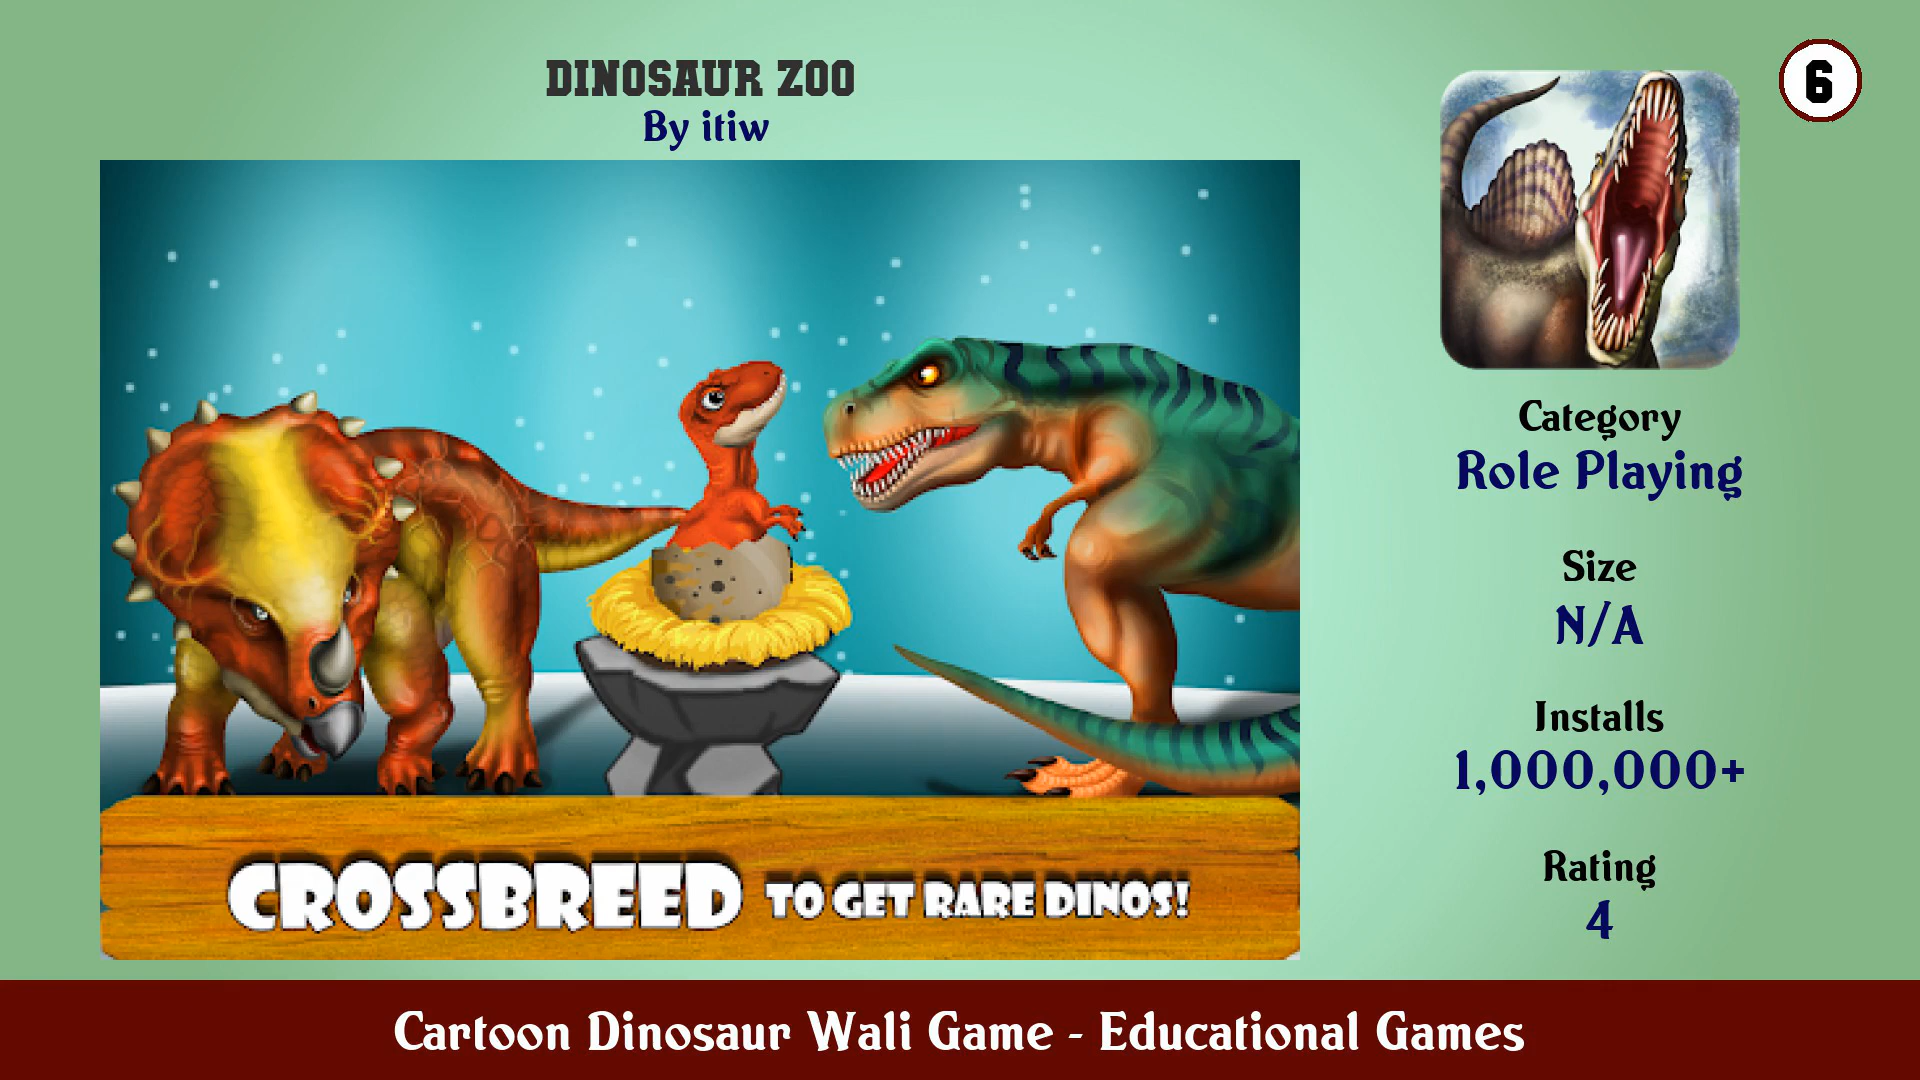 DINOSAUR ZOO
By itiw
6
CROSSBREED TO GET RARE DINOS!
Category
Role Playing
Size
N/A
Installs
1,000,000+
Rating
4
Cartoon Dinosaur Wali Game - Educational Games